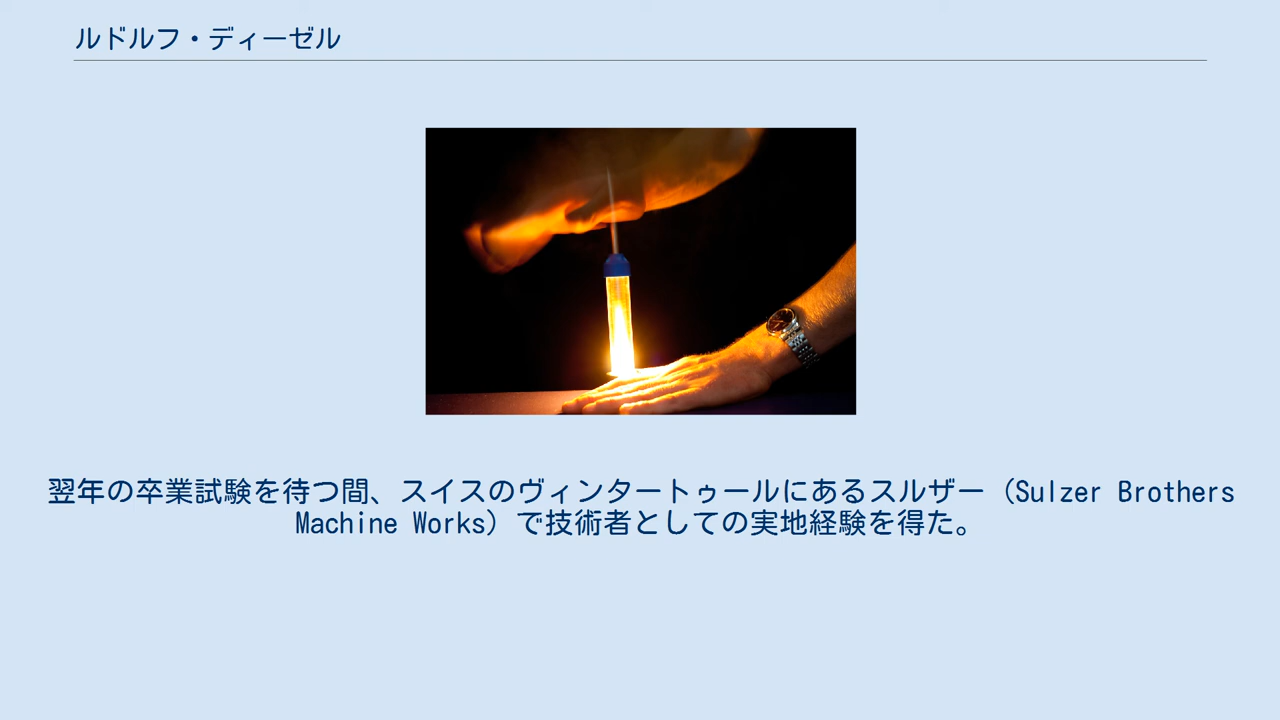 ルドルフ・ディーゼル
翌年の卒業試験を待つ間、スイスのヴィンタートゥールにあるスルザー（Sulzer Brothers
Machine Works）で技術者としての実地経験を得た。